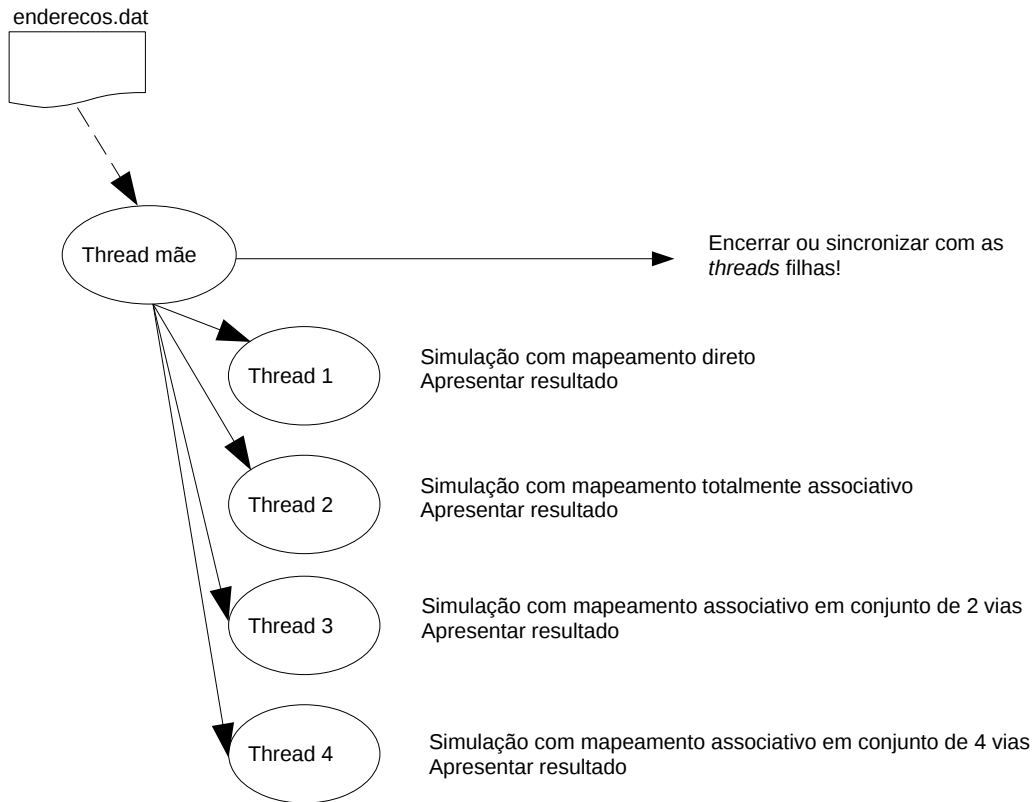 enderecos.dat
Thread mãe
Encerrar ou sincronizar com as
threads filhas!
Thread 1
Simulação com mapeamento direto
Apresentar resultado
Thread 2
Simulação com mapeamento totalmente associativo
Apresentar resultado
Thread 3
Simulação com mapeamento associativo em conjunto de 2 vias
Apresentar resultado
Thread 4
Simulação com mapeamento associativo em conjunto de 4 vias
Apresentar resultado